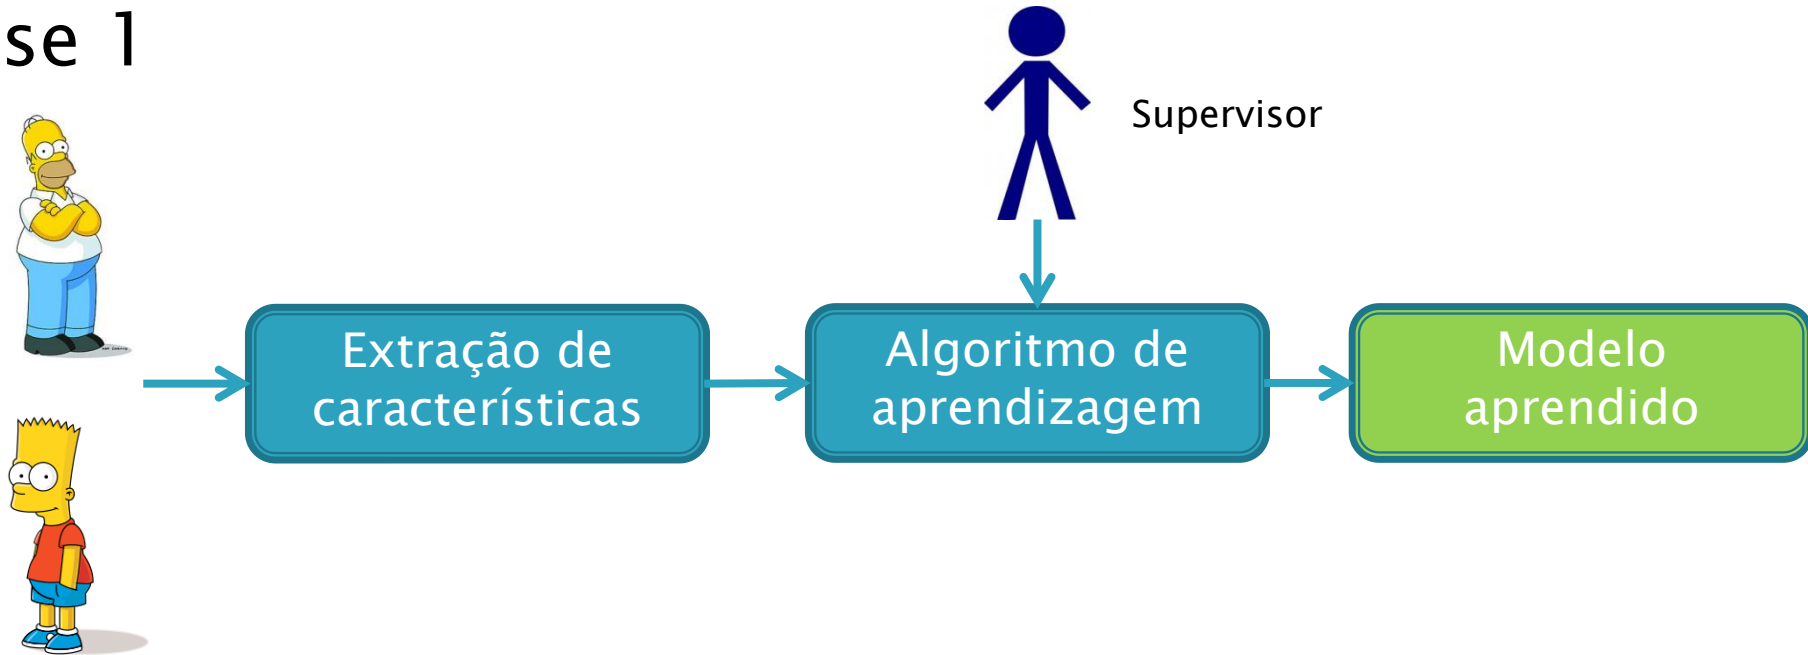 se 1
Supervisor
Extração de
características
Algoritmo de
aprendizagem
Modelo
aprendido